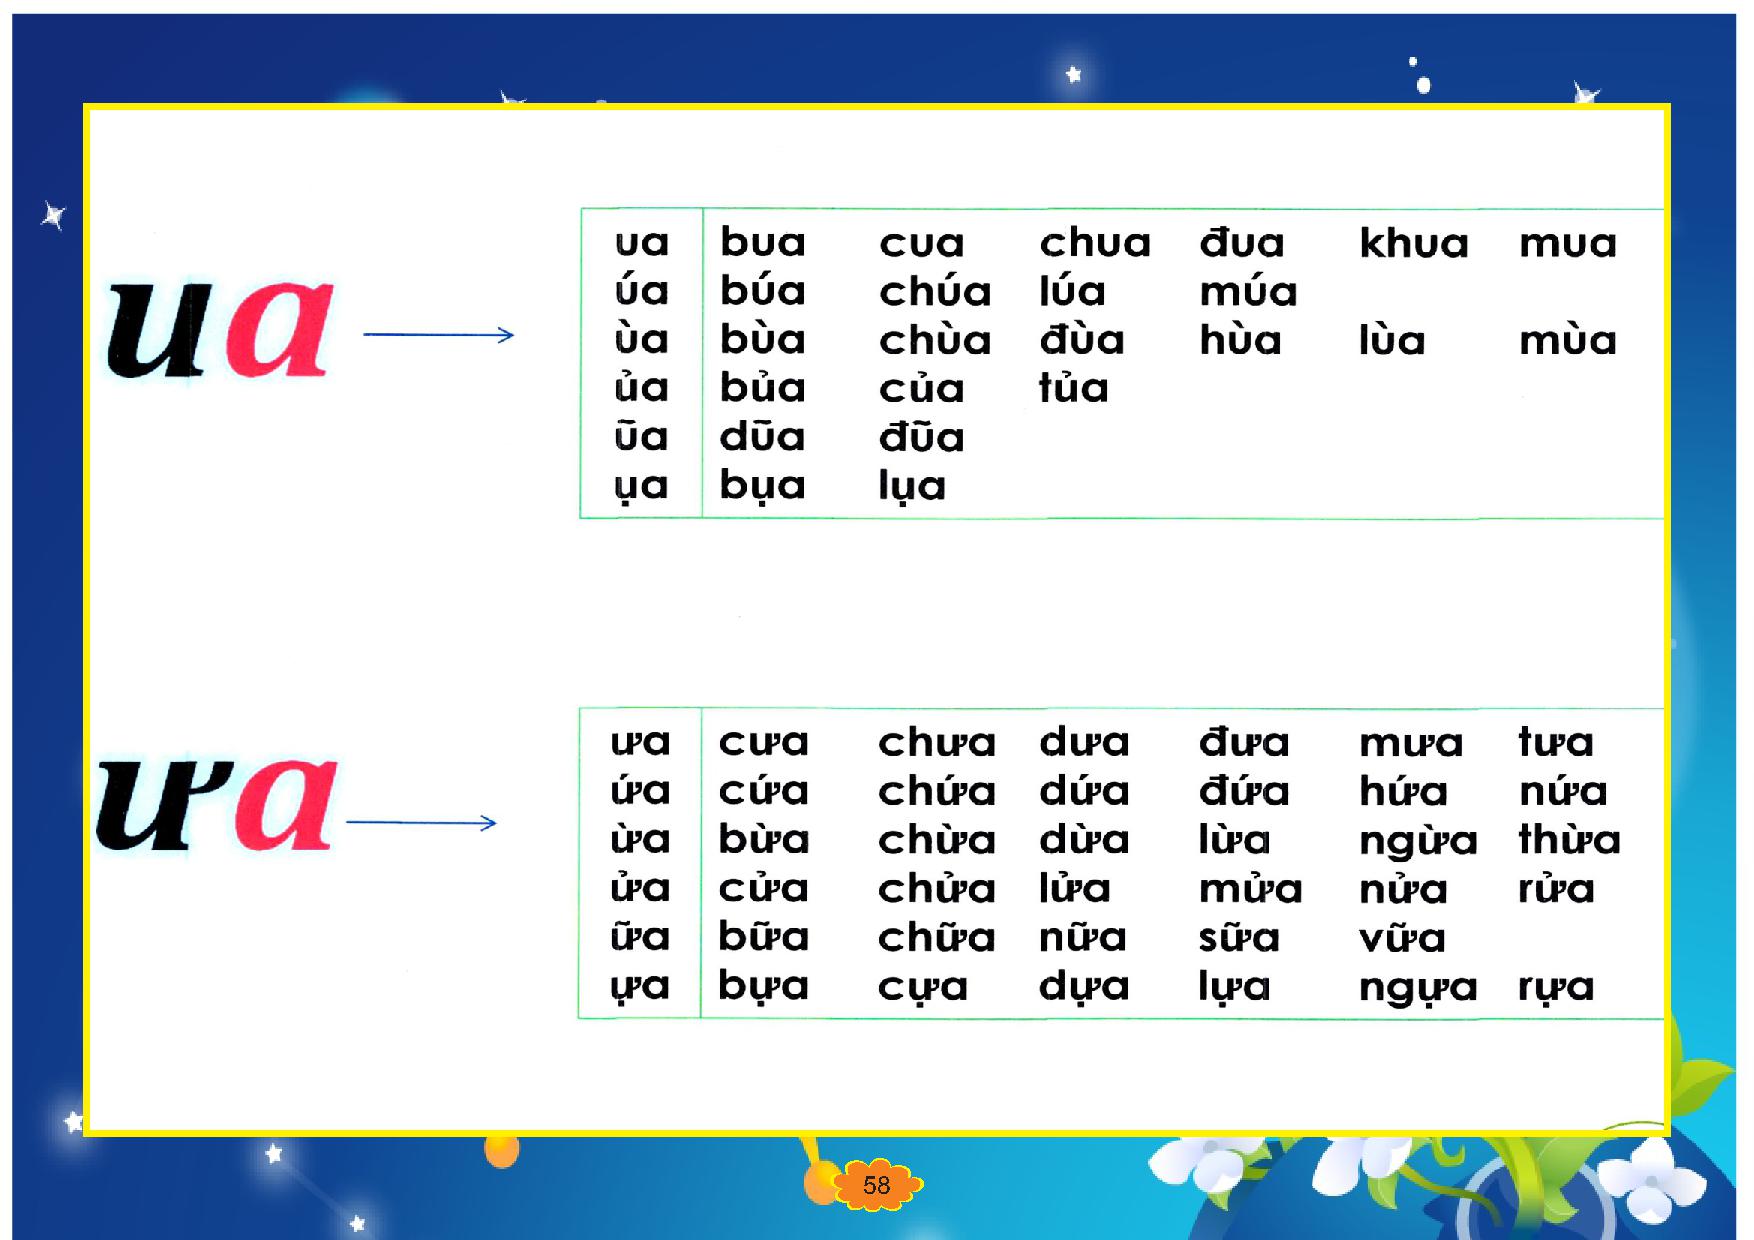 ua
ua bua cua chua đua khua mua
úa búa chúa lúa múa
ùa bùa chùa đùa hùa lùa mùa
ủa bủa của tủa
ũa dũa đũa
ụa bụa lụa
ưa
ưa cưa chưa dưa đưa mưa tưa
ứa cứa chứa dứa đứa hứa nứa
ừa bừa chừa dừa lừa ngừa thừa
ửa cửa chửa lửa mửa nửa rửa
ữa bữa chữa nữa sữa vữa
ựa bựa cựa dựa lựa ngựa rựa
58